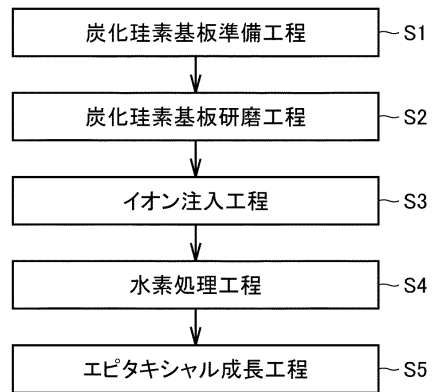 炭化珪素基板準備工程 S1
炭化珪素基板研磨工程 S2
イオン注入工程 S3
水素処理工程 S4
エピタキシャル成長工程 S5